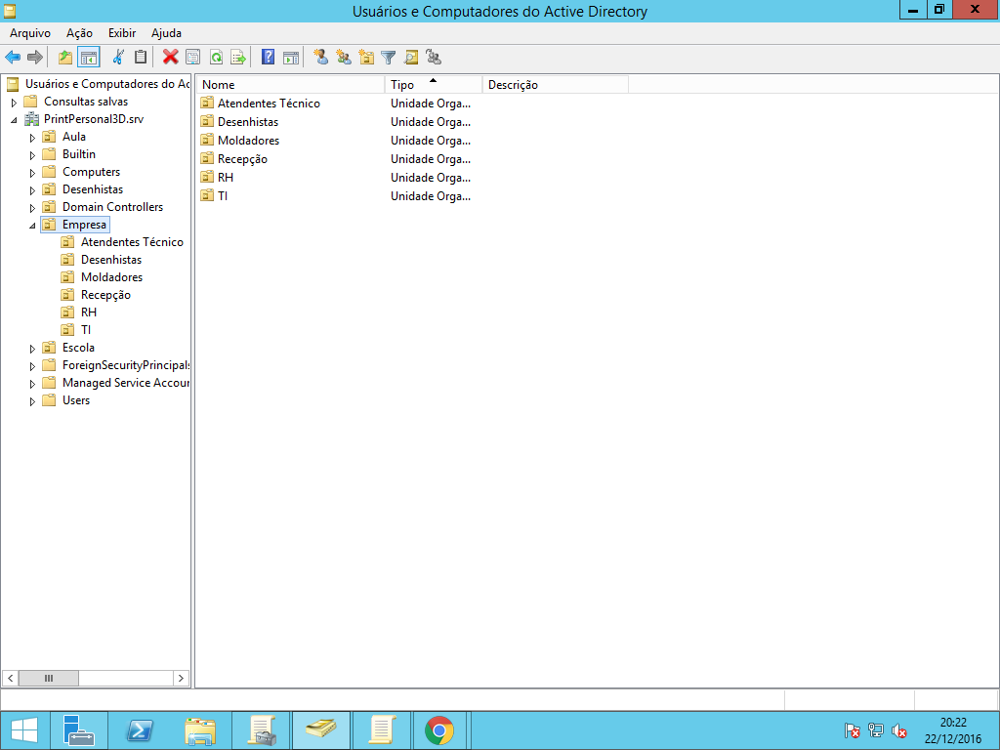 Usuários e Computadores do Active Directory
Arquivo Ação Exibir Ajuda
Usuários e Computadores do Ac
Consultas salvas
PrintPersonal3D.srv
Aula
Builtin
Computers
Desenhistas
Domain Controllers
Empresa
Atendentes Técnico
Desenhistas
Moldadores
Recepção
RH
TI
Escola
ForeignSecurityPrincipals
Managed Service Accoun
Users
Nome Tipo Descrição
Atendentes Técnico Unidade Orga...
Desenhistas Unidade Orga...
Moldadores Unidade Orga...
Recepção Unidade Orga...
RH Unidade Orga...
TI Unidade Orga...
20:22
22/12/2016